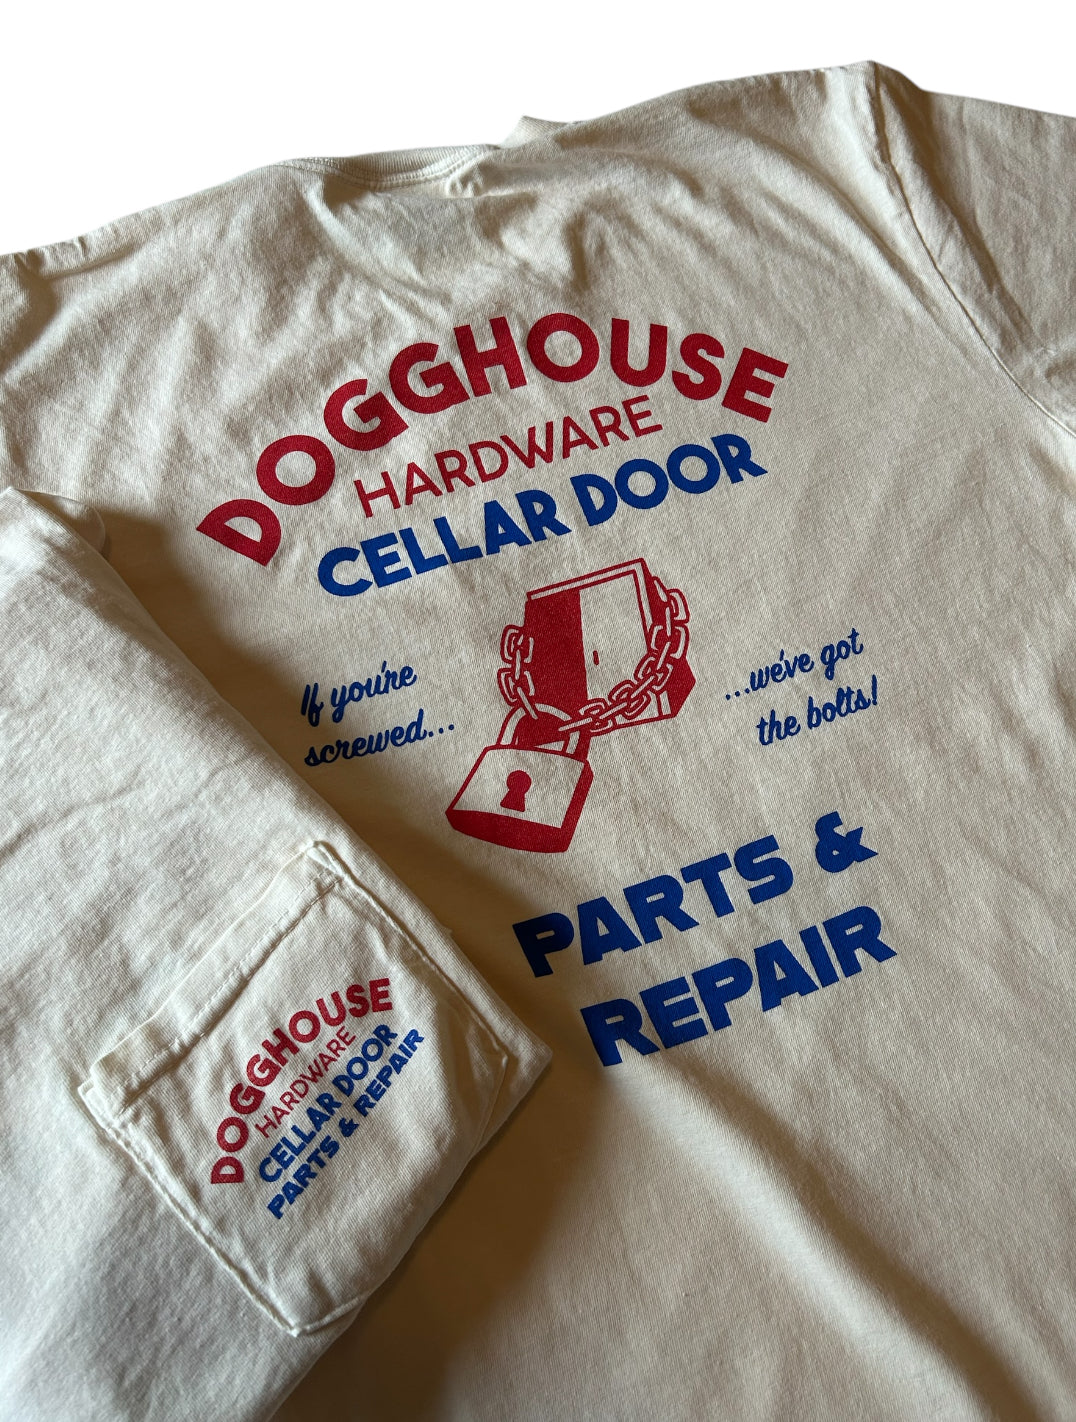 DOGGHOUSE
HARDWARE
CELLAR DOOR
If you're
screwed...
...we've got
the bolts!
PARTS &
REPAIR
DOGGHOUSE
HARDWARE
CELLAR DOOR
PARTS & REPAIR